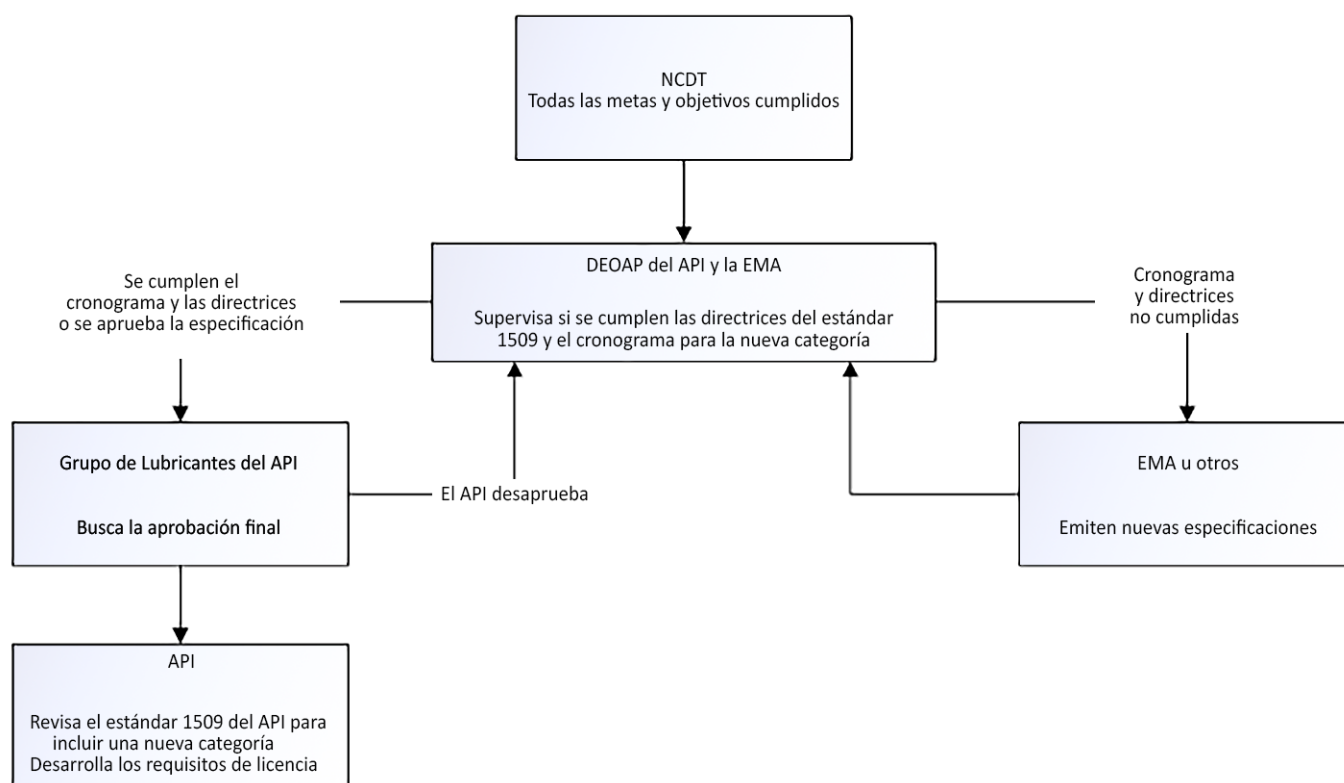 NCDT
Todas las metas y objetivos cumplidos
DEOAP del API y la EMA
Supervisa si se cumplen las directrices del estándar
1509 y el cronograma para la nueva categoría
Se cumplen el
cronograma y las directrices
o se aprueba la especificación
Cronograma
y directrices
no cumplidas
Grupo de Lubricantes del API
Busca la aprobación final
El API desaprueba
EMA u otros
Emiten nuevas especificaciones
API
Revisa el estándar 1509 del API para
incluir una nueva categoría
Desarrolla los requisitos de licencia